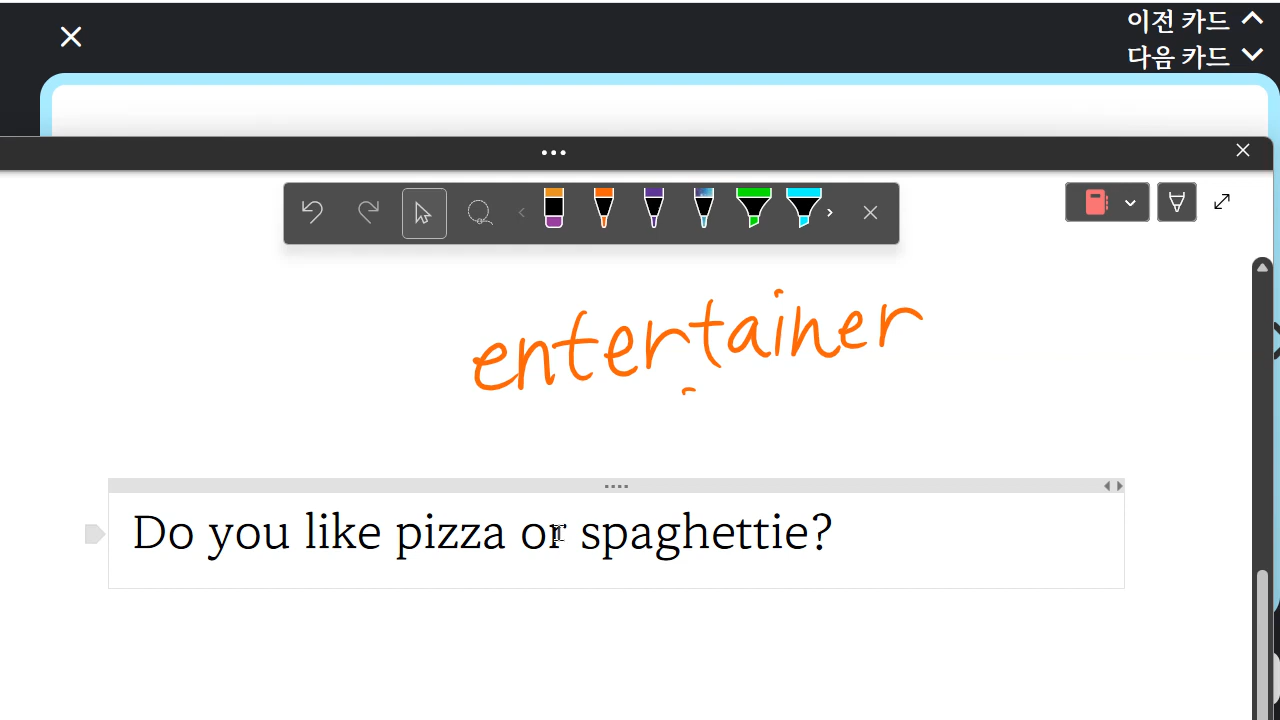 이전 카드
다음 카드
entertainer
Do you like pizza or spaghettie?